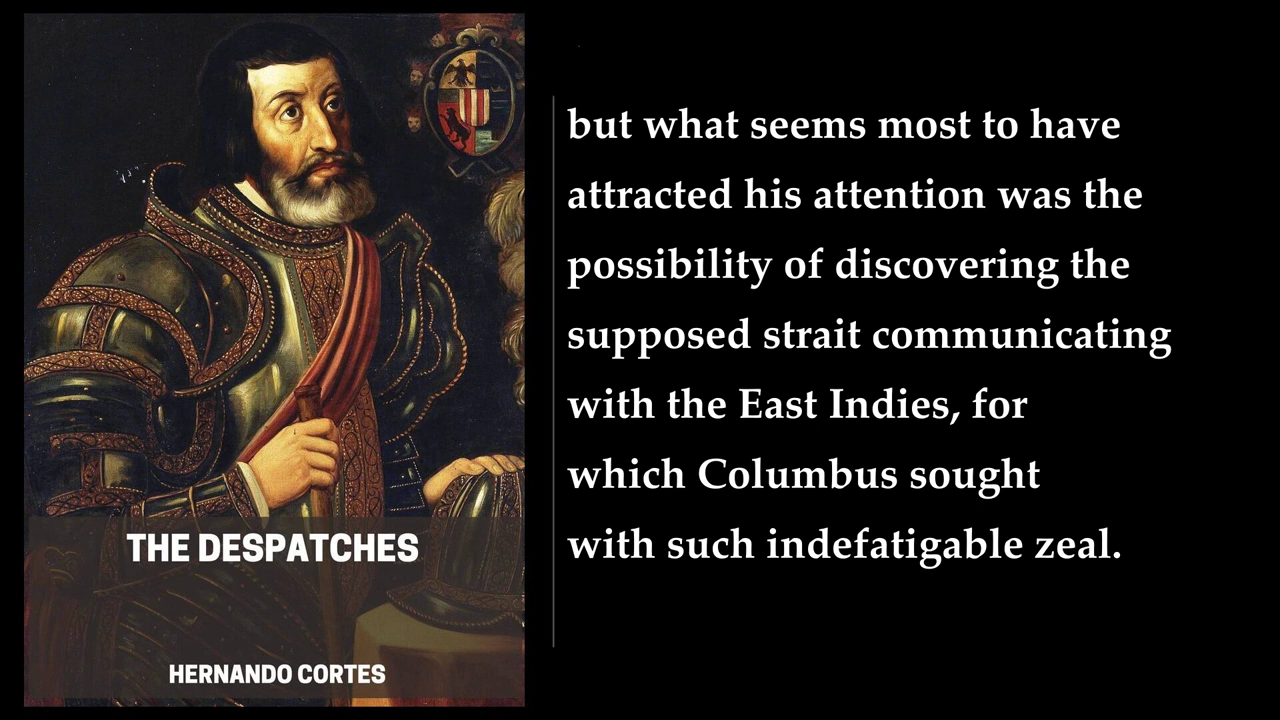 THE DESPATCHES
HERNANDO CORTES
but what seems most to have
attracted his attention was the
possibility of discovering the
supposed strait communicating
with the East Indies, for
which Columbus sought
with such indefatigable zeal.